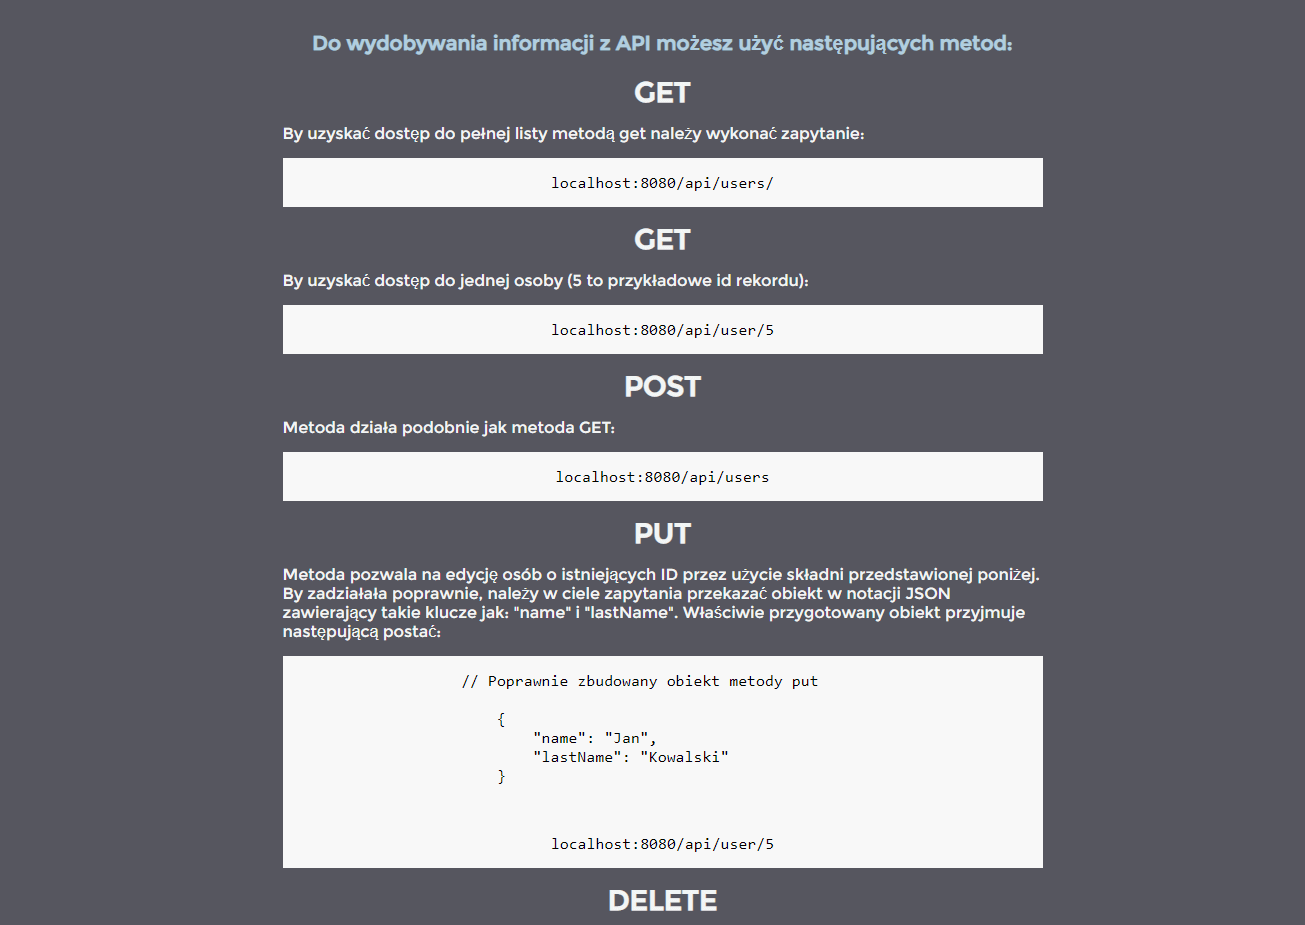 Do wydobywania informacji z API możesz użyć następujących metod:
GET
By uzyskać dostęp do pełnej listy metodą get należy wykonać zapytanie:
localhost:8080/api/users/
GET
By uzyskać dostęp do jednej osoby (5 to przykładowe id rekordu):
localhost:8080/api/user/5
POST
Metoda działa podobnie jak metoda GET:
localhost:8080/api/users
PUT
Metoda pozwala na edycję osób o istniejących ID przez użycie składni przedstawionej poniżej.
By zadziałała poprawnie, należy w ciele zapytania przekazać obiekt w notacji JSON
zawierający takie klucze jak: "name" i "lastName". Właściwie przygotowany obiekt przyjmuje
następującą postać:
// Poprawnie zbudowany obiekt metody put
{
"name": "Jan",
"lastName": "Kowalski"
}
localhost:8080/api/user/5
DELETE